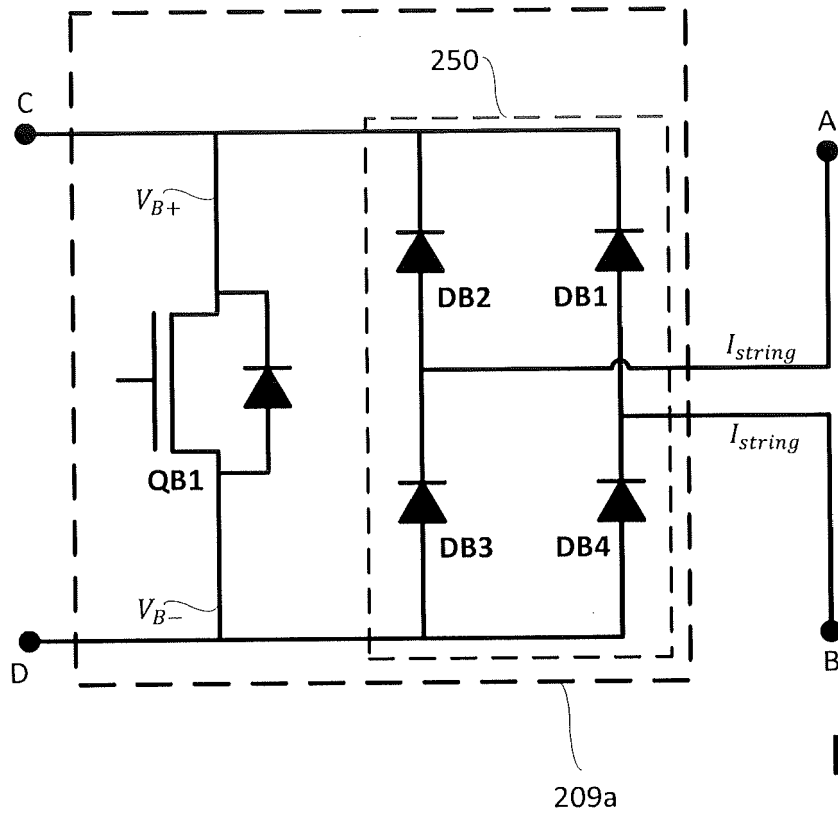 250
C
A
V_{B+}
DB2
DB1
I_{string}
I_{string}
QB1
DB3
DB4
V_{B−}
D
B
209a